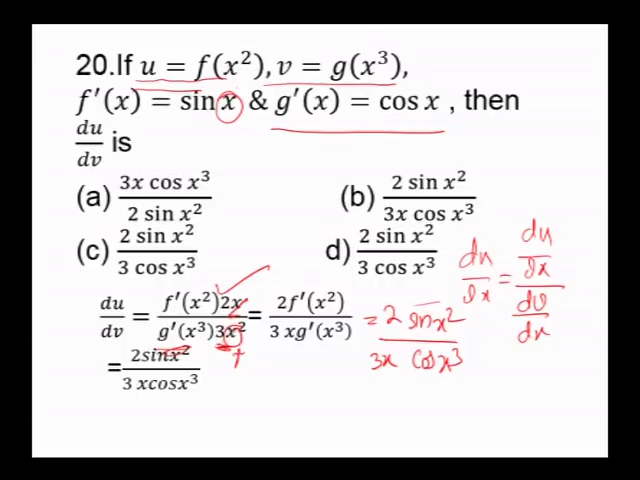 20.If u = f(x²), v = g(x³),
f′(x) = sin x & g′(x) = cos x , then
du/dv is
(a) 3x cos x³ / 2 sin x² (b) 2 sin x² / 3x cos x³
(c) 2 sin x² / 3 cos x³ d) 2 sin x² / 3 cos x³
du/dx = du/dx / dv/dx
du/dv = f′(x²)2x / g′(x³)3x² = 2f′(x²) / 3 xg′(x³) = 2 sin x² / 3x cos x³
= 2sinx² / 3 xcosx³